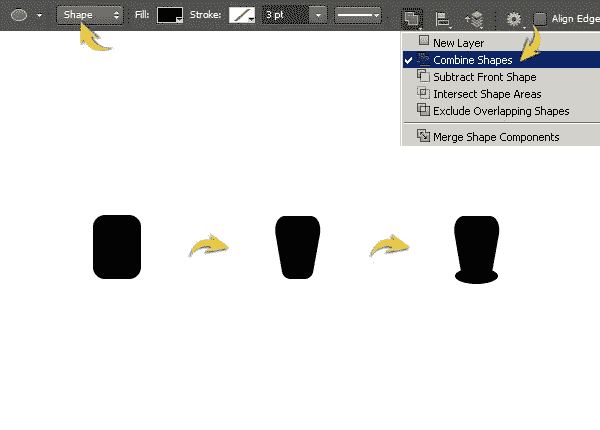 Shape Fill: Stroke: 3 pt Align Edge
New Layer
Combine Shapes
Subtract Front Shape
Intersect Shape Areas
Exclude Overlapping Shapes
Merge Shape Components